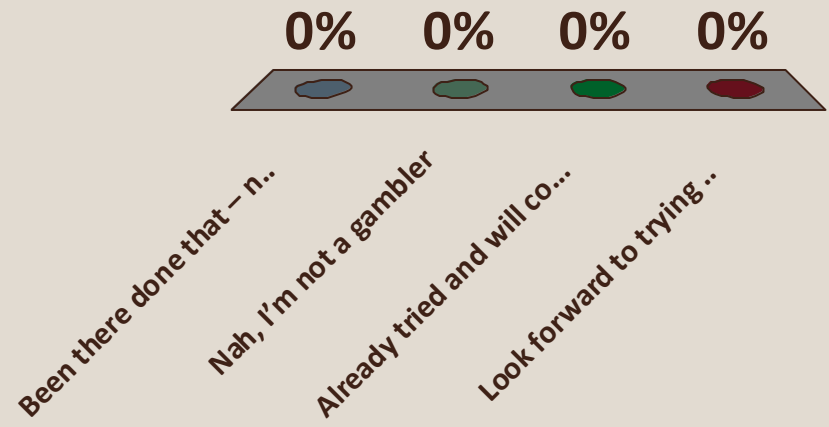 0% 0% 0% 0%
Been there done that – n..
Nah, I’m not a gambler
Already tried and will co...
Look forward to trying ..